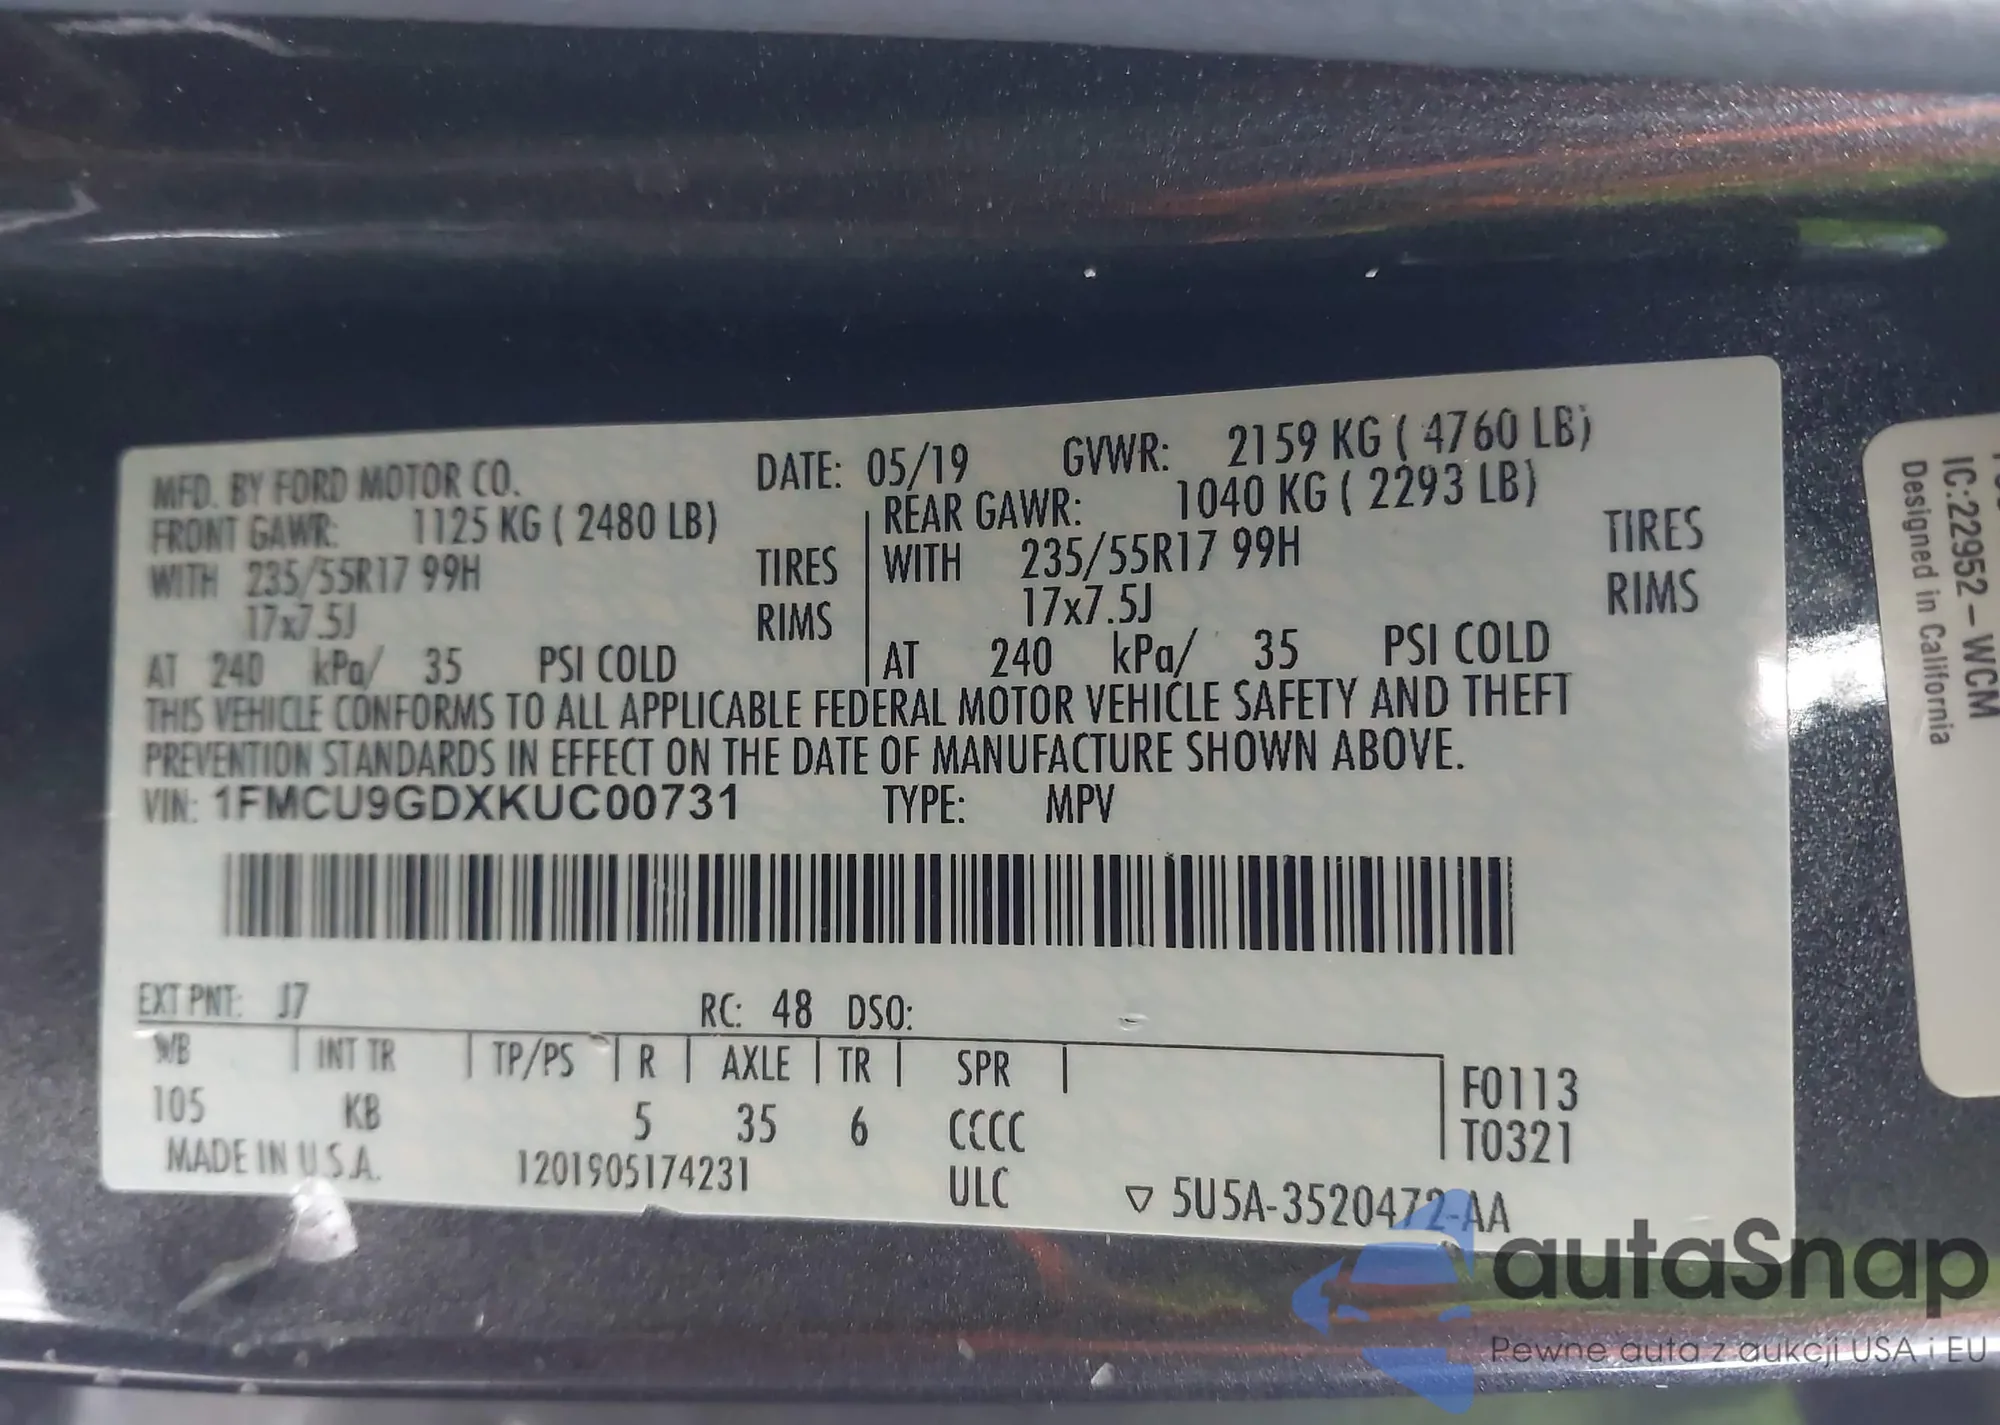 MFD. BY FORD MOTOR CO. DATE: 05/19 GVWR: 2159 KG ( 4760 LB)
FRONT GAWR: 1125 KG ( 2480 LB) REAR GAWR: 1040 KG ( 2293 LB)
WITH 235/55R17 99H TIRES WITH 235/55R17 99H TIRES
17x7.5J RIMS 17x7.5J RIMS
AT 240 kPa/ 35 PSI COLD AT 240 kPa/ 35 PSI COLD
THIS VEHICLE CONFORMS TO ALL APPLICABLE FEDERAL MOTOR VEHICLE SAFETY AND THEFT
PREVENTION STANDARDS IN EFFECT ON THE DATE OF MANUFACTURE SHOWN ABOVE.
VIN: 1FMCU9GDXKUC00731 TYPE: MPV
EXT PNT: J7 RC: 48 DSO:
WB INT TR TP/PS R AXLE TR SPR F0113
105 KB 5 35 6 CCCC T0321
MADE IN U.S.A. 1201905174231 ULC ▽ 5U5A-3520472-AA
IC:22952-WCM
Designed in California
autaSnap
Pewne auta z aukcji USA i EU